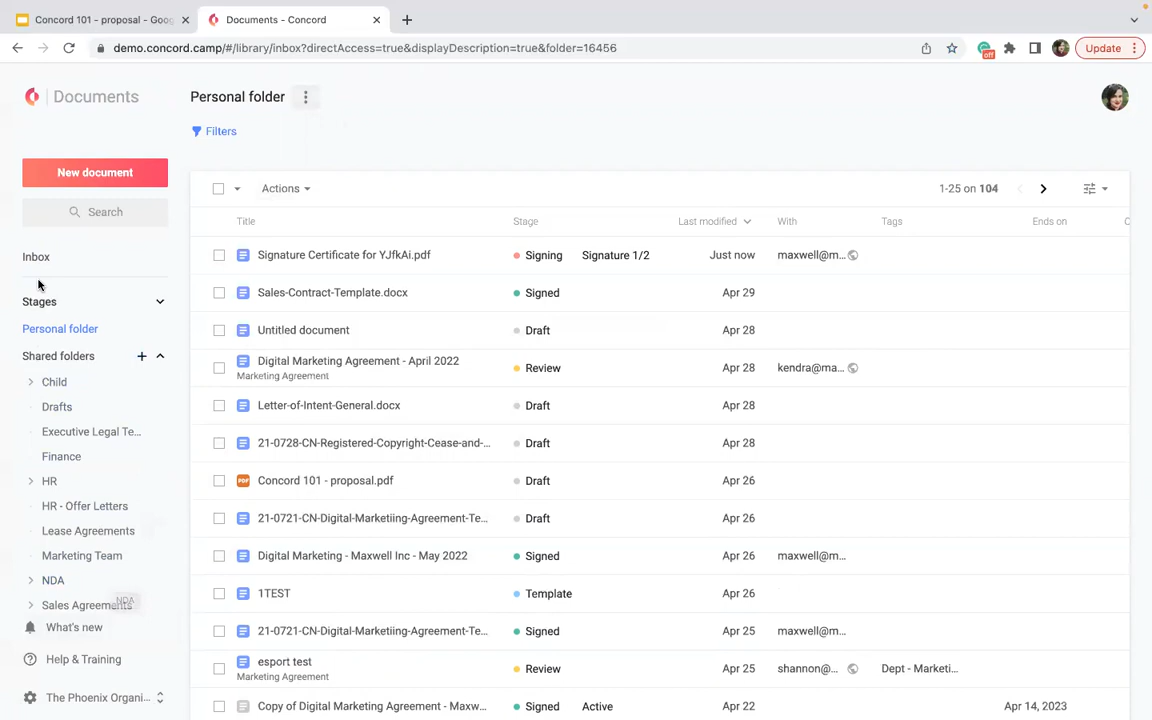 Concord 101 - proposal - Goog
Documents - Concord
demo.concord.camp/#/library/inbox?directAccess=true&displayDescription=true&folder=16456
off
Update
Documents
Personal folder
Filters
New document
Search
Inbox
Stages
Personal folder
Shared folders
Child
Drafts
Executive Legal Te...
Finance
HR
HR - Offer Letters
Lease Agreements
Marketing Team
NDA
NDA
Sales Agreements
What's new
Help & Training
The Phoenix Organi...
Actions
1-25 on 104
Title Stage Last modified With Tags Ends on C
Signature Certificate for YJfkAi.pdf Signing Signature 1/2 Just now maxwell@m...
Sales-Contract-Template.docx Signed Apr 29
Untitled document Draft Apr 28
Digital Marketing Agreement - April 2022 Review Apr 28 kendra@ma...
Marketing Agreement
Letter-of-Intent-General.docx Draft Apr 28
21-0728-CN-Registered-Copyright-Cease-and-... Draft Apr 28
PDF Concord 101 - proposal.pdf Draft Apr 26
21-0721-CN-Digital-Marketiing-Agreement-Te... Draft Apr 26
Digital Marketing - Maxwell Inc - May 2022 Signed Apr 26 maxwell@m...
1TEST Template Apr 26
21-0721-CN-Digital-Marketiing-Agreement-Te... Signed Apr 25 maxwell@m...
esport test Review Apr 25 shannon@... Dept - Marketi...
Marketing Agreement
Copy of Digital Marketing Agreement - Maxw... Signed Active Apr 22 Apr 14, 2023